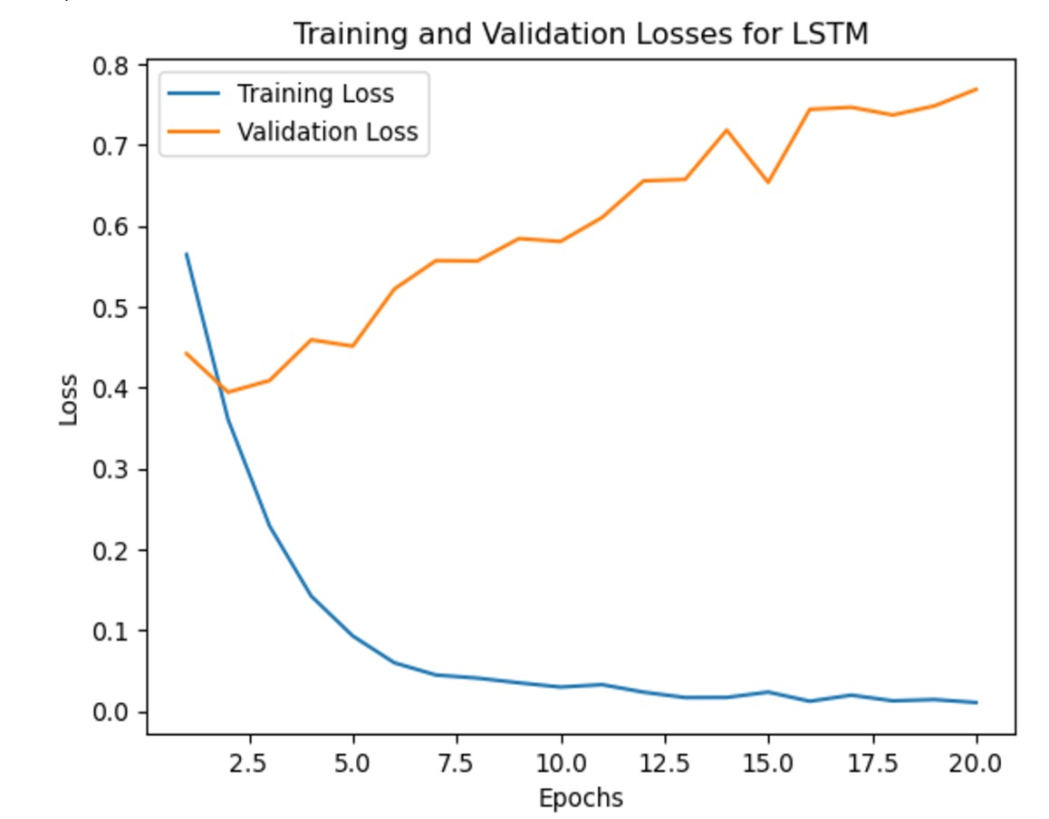 Training and Validation Losses for LSTM
Training Loss
Validation Loss
0.8
0.7
0.6
0.5
0.4
0.3
0.2
0.1
0.0
Loss
2.5 5.0 7.5 10.0 12.5 15.0 17.5 20.0
Epochs